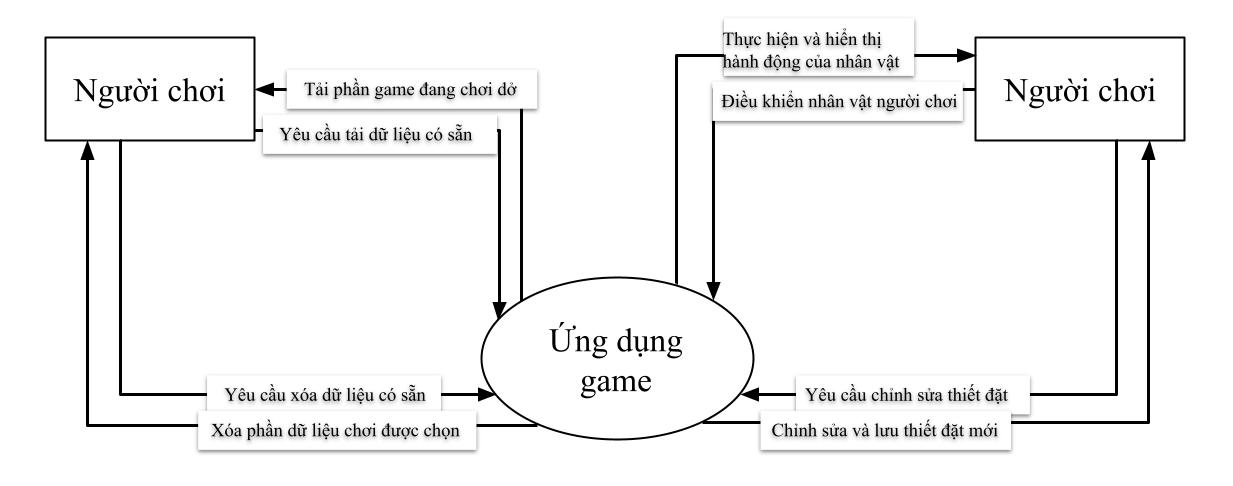 Thực hiện và hiển thị
hành động của nhân vật
Người chơi
Tải phần game đang chơi dở
Điều khiển nhân vật người chơi
Người chơi
Yêu cầu tải dữ liệu có sẵn
Ứng dụng
game
Yêu cầu xóa dữ liệu có sẵn
Yêu cầu chỉnh sửa thiết đặt
Xóa phần dữ liệu chơi được chọn
Chỉnh sửa và lưu thiết đặt mới